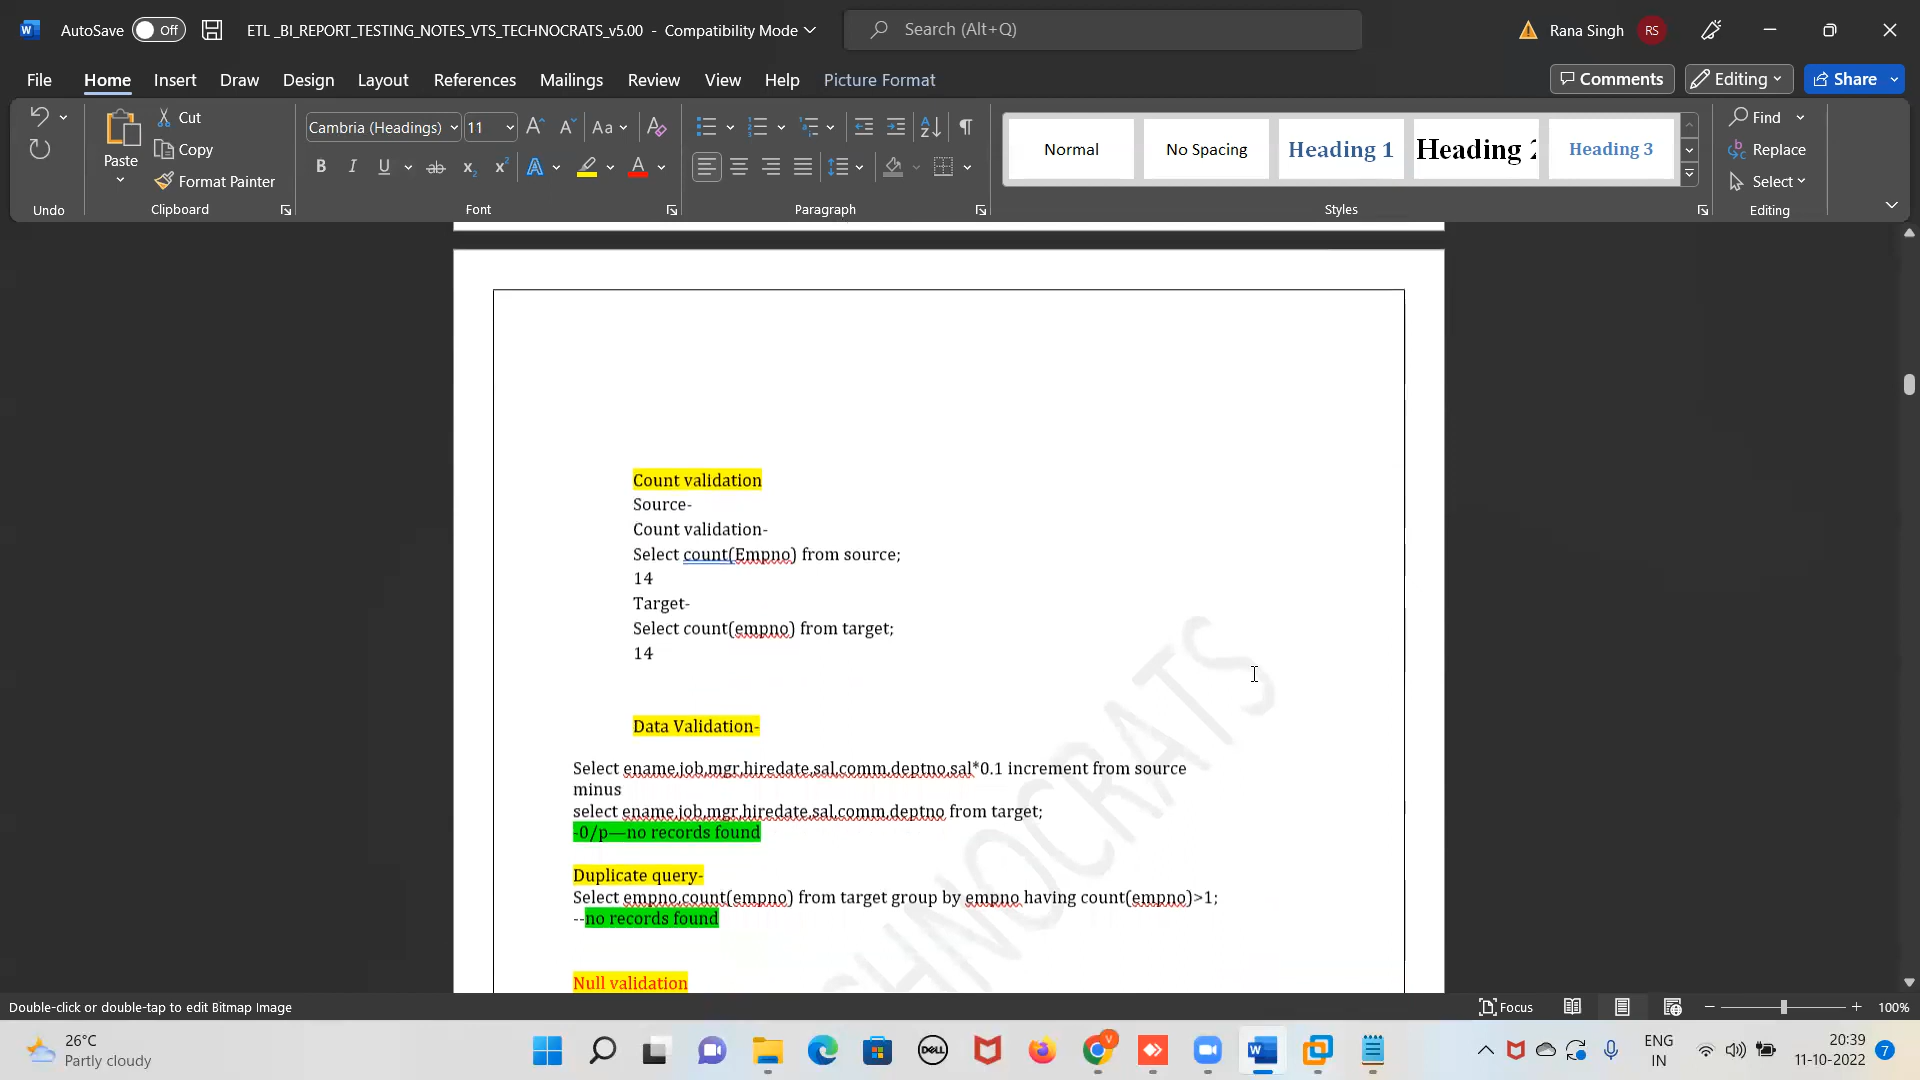 AutoSave Off ETL _BI_REPORT_TESTING_NOTES_VTS_TECHNOCRATS_v5.00 - Compatibility Mode Search (Alt+Q) Rana Singh RS
File Home Insert Draw Design Layout References Mailings Review View Help Picture Format Comments Editing Share
Paste
Cut
Copy
Format Painter
Cambria (Headings) 11
Normal
No Spacing
Heading 1
Heading 2
Heading 3
Find
Replace
Select
Undo Clipboard Font Paragraph Styles Editing
Count validation
Source-
Count validation-
Select count(Empno) from source;
14
Target-
Select count(empno) from target;
14
Data Validation-
Select ename,job,mgr,hiredate,sal,comm,deptno,sal*0.1 increment from source
minus
select ename,job,mgr,hiredate,sal,comm,deptno from target;
-0/p—no records found
Duplicate query-
Select empno,count(empno) from target group by empno having count(empno)>1;
--no records found
Null validation
HNOCRATS
Double-click or double-tap to edit Bitmap Image Focus 100%
26°C
Partly cloudy
DELL
ENG
IN
20:39
11-10-2022
7